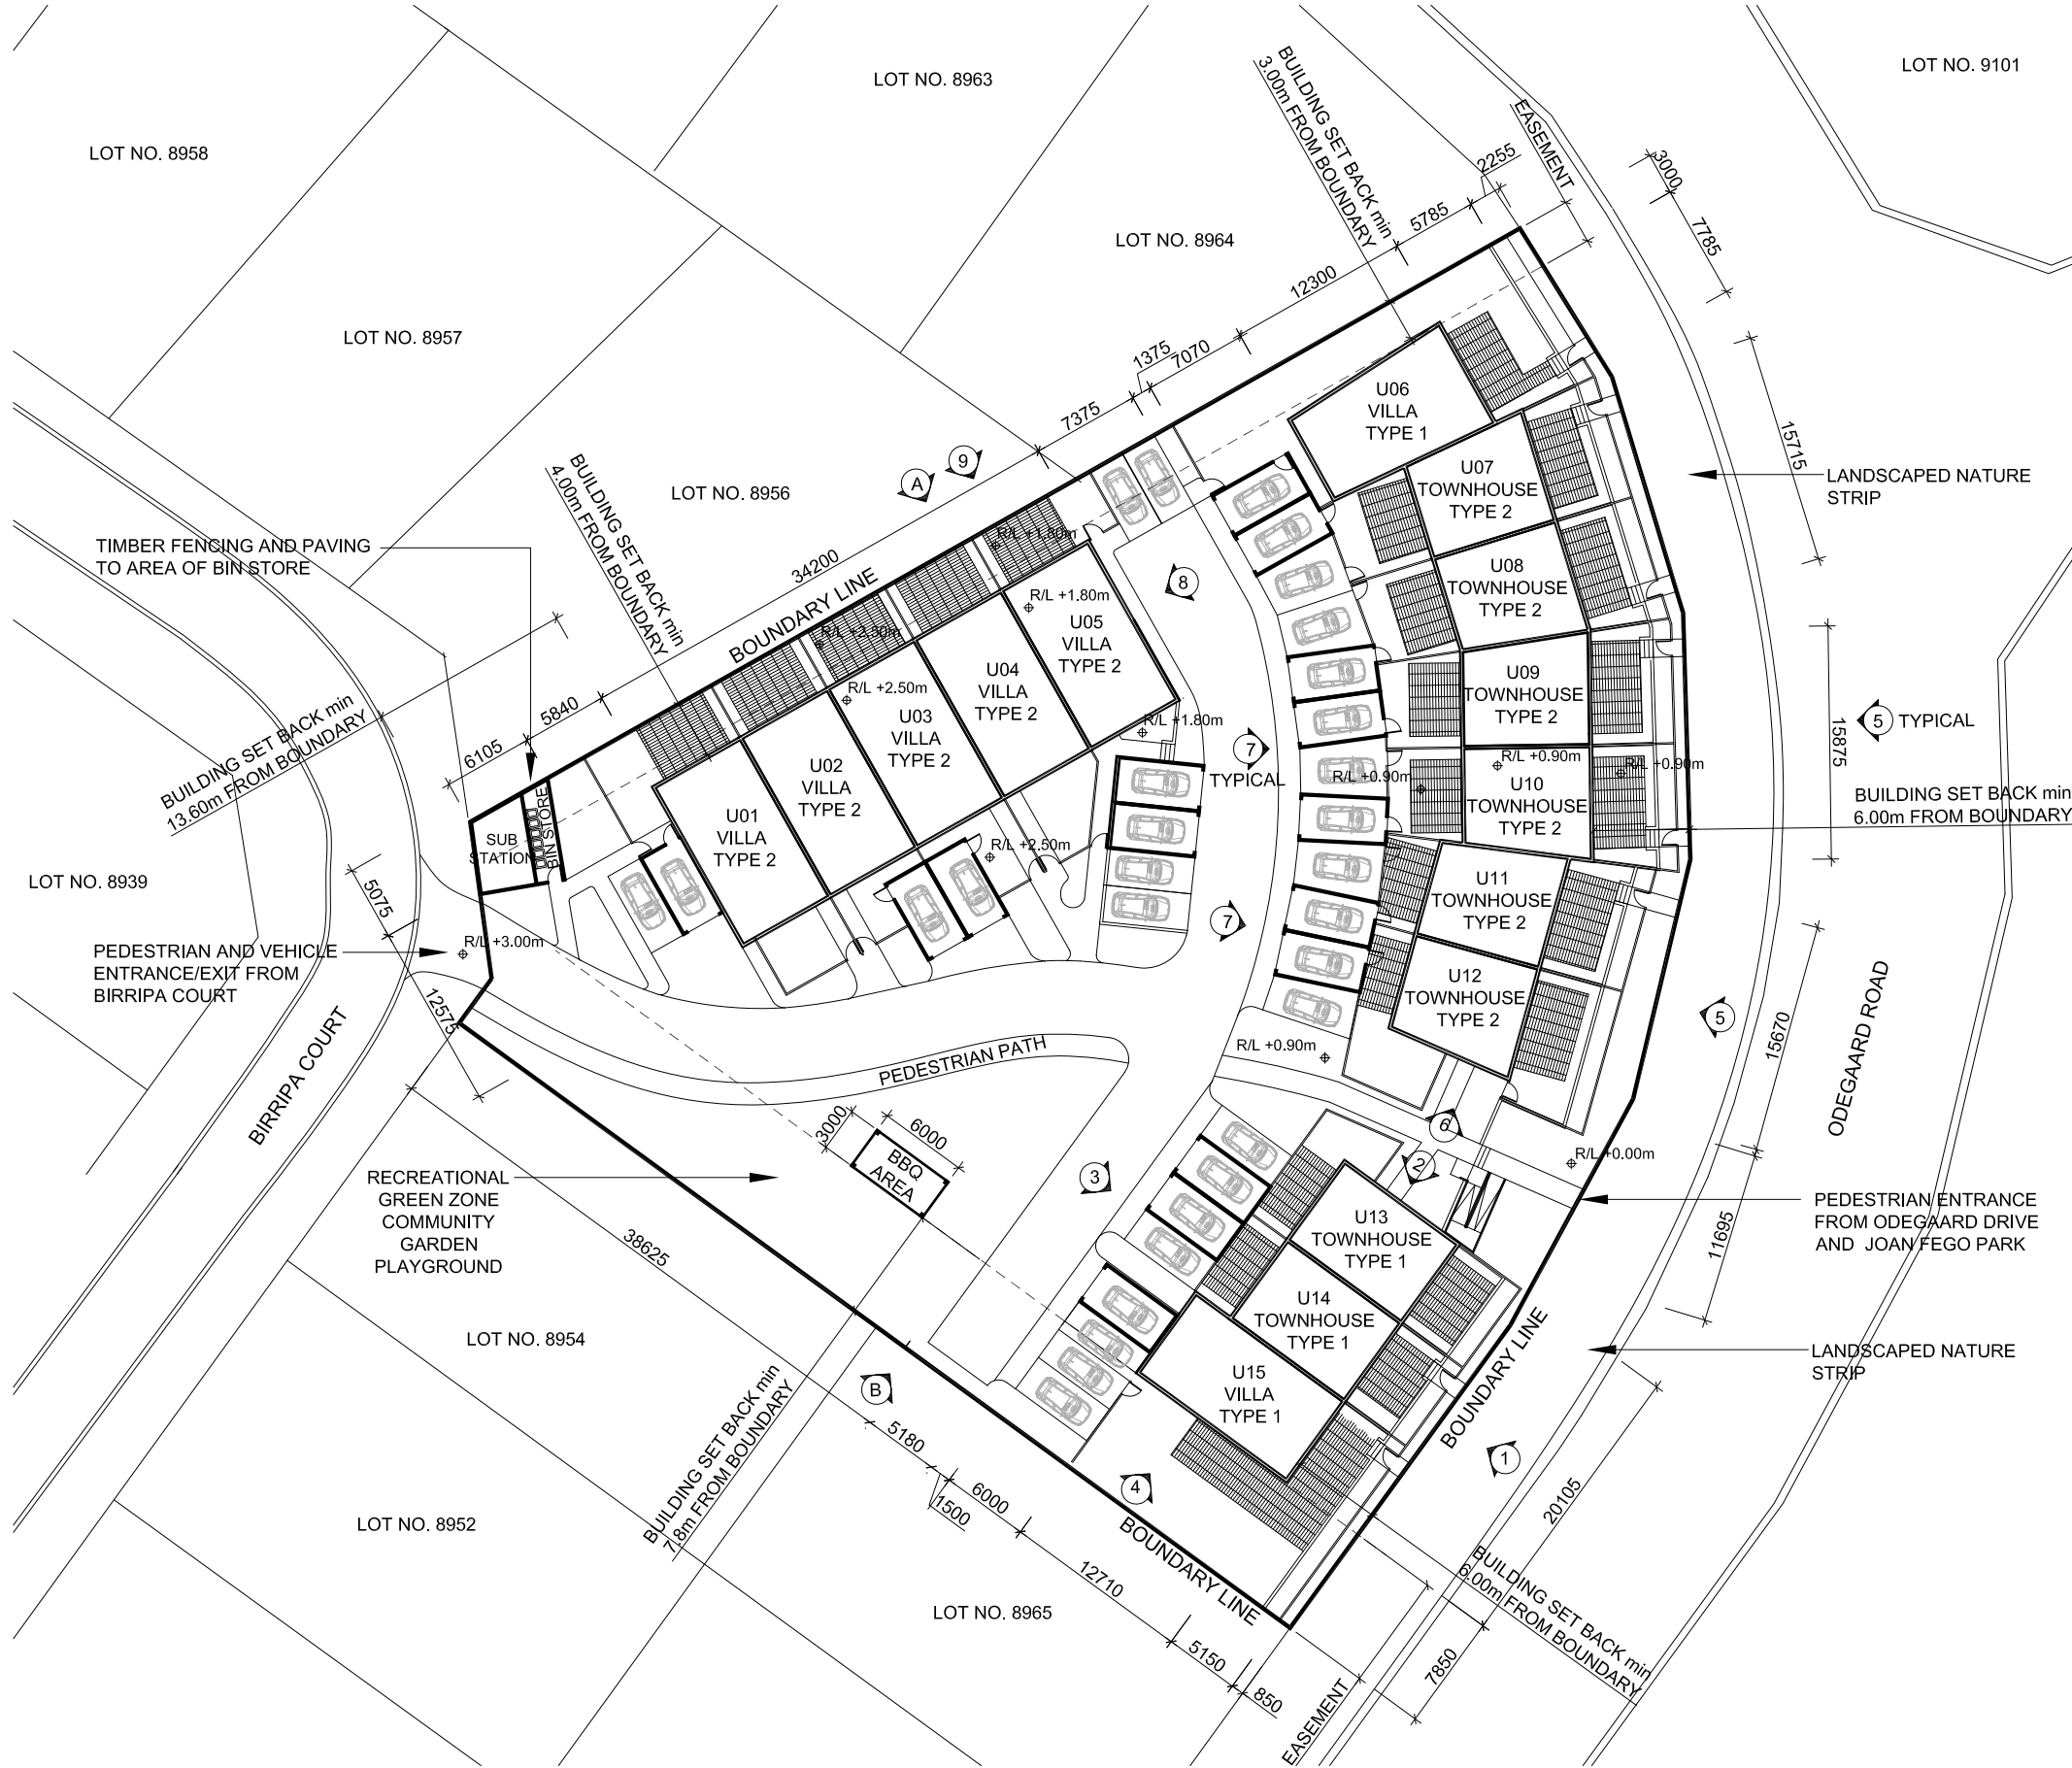 LOT NO. 8963
LOT NO. 9101
LOT NO. 8958
BUILDING SET BACK min
3.00m FROM BOUNDARY
EASEMENT
2255
3000
5785
7785
LOT NO. 8964
12300
LOT NO. 8957
1375
7070
7375
15715
U06
VILLA
TYPE 1
U07
TOWNHOUSE
TYPE 2
LANDSCAPED NATURE
STRIP
A
9
LOT NO. 8956
BUILDING SET BACK min
4.00m FROM BOUNDARY
TIMBER FENCING AND PAVING
TO AREA OF BIN STORE
34200
BOUNDARY LINE
R/L +1.80m
8
U08
TOWNHOUSE
TYPE 2
R/L +1.80m
U05
VILLA
TYPE 2
R/L +2.50m
U04
VILLA
TYPE 2
R/L +2.50m
U03
VILLA
TYPE 2
U09
TOWNHOUSE
TYPE 2
5840
6105
BUILDING SET BACK min
13.60m FROM BOUNDARY
R/L +1.80m
7
TYPICAL
15875
5 TYPICAL
U02
VILLA
TYPE 2
R/L +0.90m
R/L +0.90m
R/L +0.90m
U10
TOWNHOUSE
TYPE 2
BUILDING SET BACK min
6.00m FROM BOUNDARY
U01
VILLA
TYPE 2
SUB
STATION
BIN STORE
R/L +2.50m
LOT NO. 8939
5075
U11
TOWNHOUSE
TYPE 2
7
R/L +3.00m
PEDESTRIAN AND VEHICLE
ENTRANCE/EXIT FROM
BIRRIPA COURT
12575
U12
TOWNHOUSE
TYPE 2
5
15670
ODEGAARD ROAD
R/L +0.90m
BIRRIPA COURT
PEDESTRIAN PATH
3000
6000
BBQ
AREA
6
2
R/L +0.00m
RECREATIONAL
GREEN ZONE
COMMUNITY
GARDEN
PLAYGROUND
3
PEDESTRIAN ENTRANCE
FROM ODEGAARD DRIVE
AND JOAN FEGO PARK
11695
38625
U13
TOWNHOUSE
TYPE 1
U14
TOWNHOUSE
TYPE 1
LOT NO. 8954
LANDSCAPED NATURE
STRIP
U15
VILLA
TYPE 1
B
BOUNDARY LINE
BUILDING SET BACK min
7.8m FROM BOUNDARY
5180
1
4
6000
1500
20105
LOT NO. 8952
BOUNDARY LINE
12710
BUILDING SET BACK min
6.00m FROM BOUNDARY
LOT NO. 8965
5150
7850
850
EASEMENT